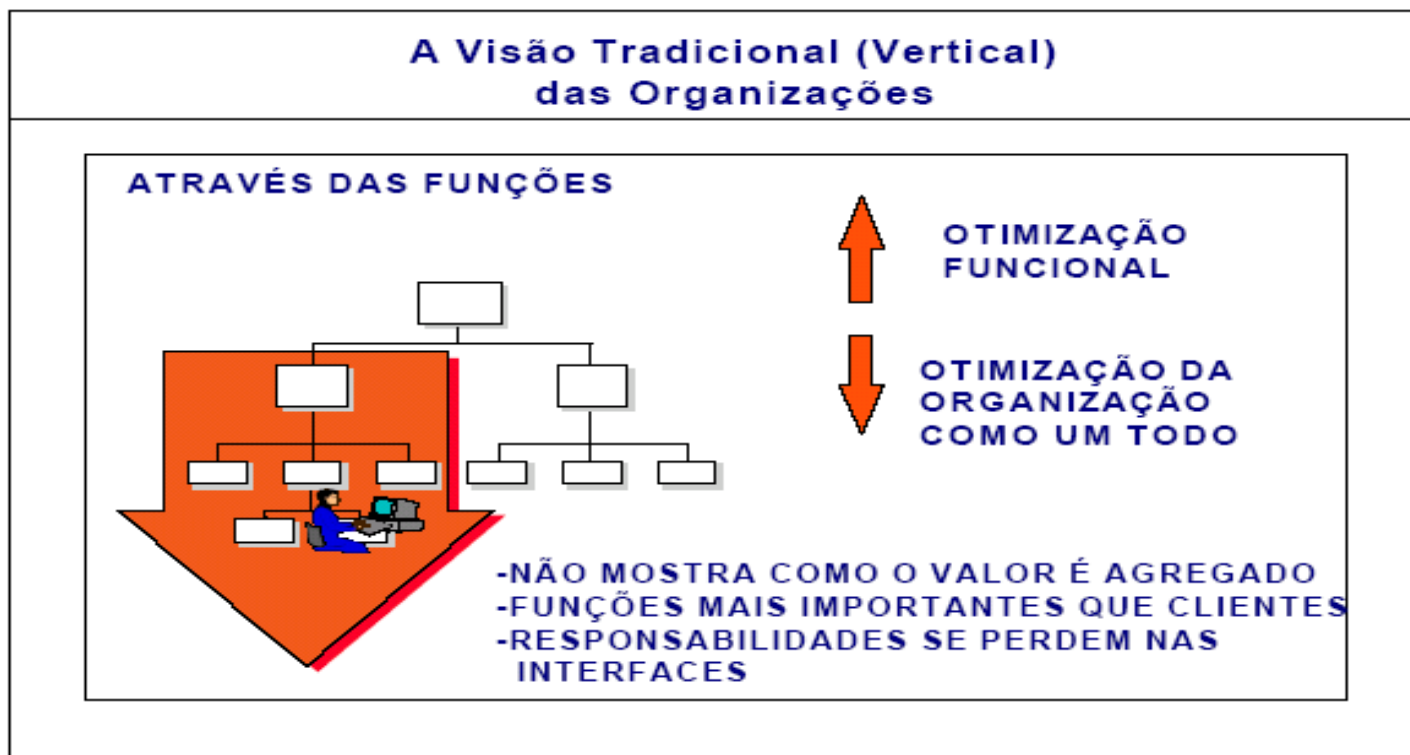 A Visão Tradicional (Vertical)
das Organizações
ATRAVÉS DAS FUNÇÕES
OTIMIZAÇÃO
FUNCIONAL
OTIMIZAÇÃO DA
ORGANIZAÇÃO
COMO UM TODO
-NÃO MOSTRA COMO O VALOR É AGREGADO
-FUNÇÕES MAIS IMPORTANTES QUE CLIENTES
-RESPONSABILIDADES SE PERDEM NAS
INTERFACES